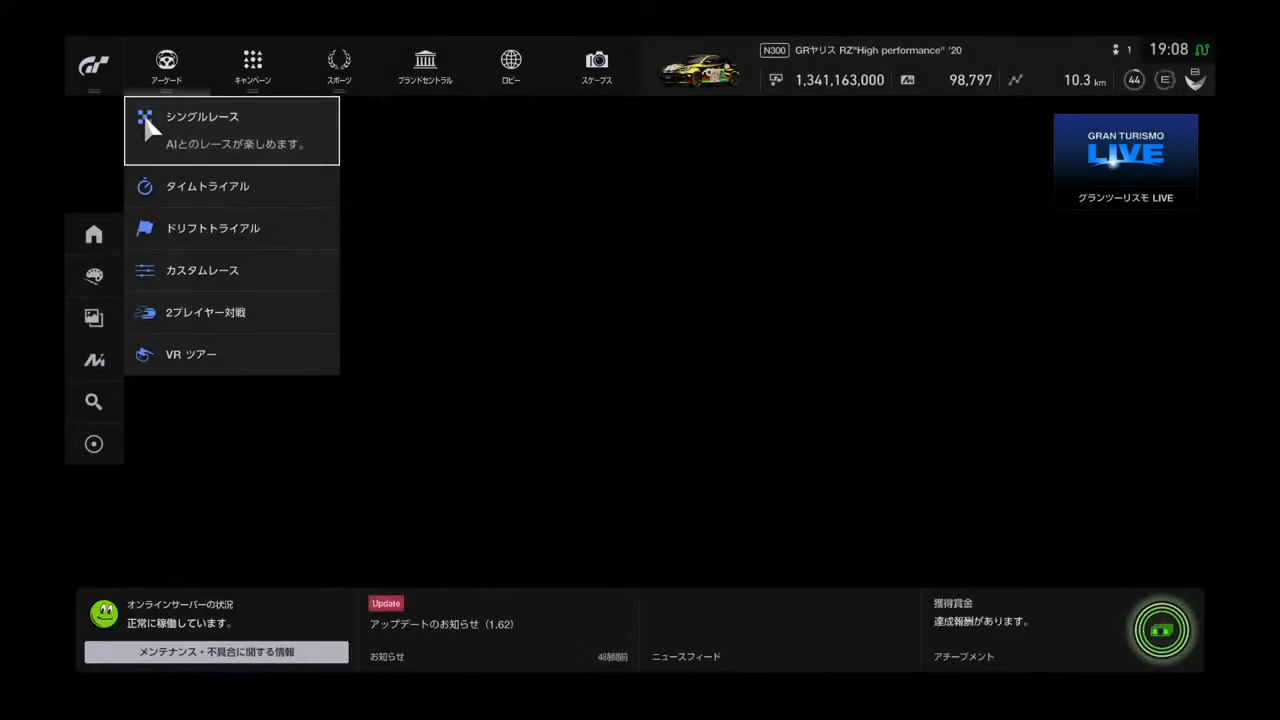 アーケード
キャンペーン
スポーツ
ブランドセントラル
ロビー
スケープス
N300 GRヤリス RZ"High performance" '20
1 19:08
1,341,163,000 98,797 10.3 km 44 E B
シングルレース
AIとのレースが楽しめます。
タイムトライアル
ドリフトトライアル
カスタムレース
2プレイヤー対戦
VR ツアー
GRAN TURISMO
LIVE
グランツーリスモ LIVE
オンラインサーバーの状況
正常に稼働しています。
メンテナンス・不具合に関する情報
Update
アップデートのお知らせ（1.62）
お知らせ
ニュースフィード
獲得賞金
達成報酬があります。
アチーブメント